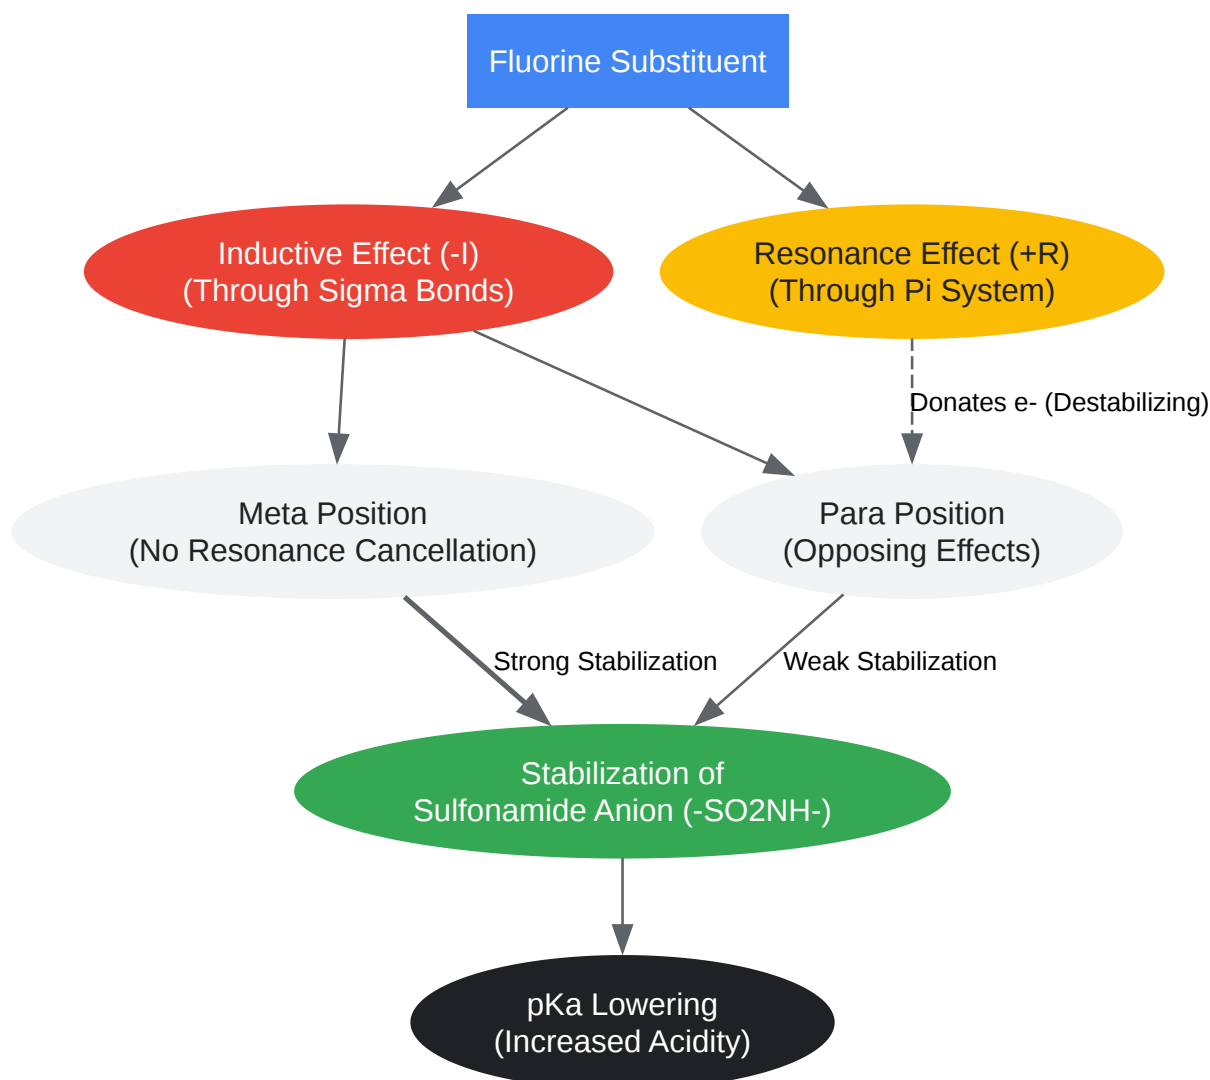 Fluorine Substituent
Inductive Effect (-I)
(Through Sigma Bonds)
Resonance Effect (+R)
(Through Pi System)
Donates e- (Destabilizing)
Meta Position
(No Resonance Cancellation)
Para Position
(Opposing Effects)
Strong Stabilization
Weak Stabilization
Stabilization of
Sulfonamide Anion (-SO2NH-)
pKa Lowering
(Increased Acidity)